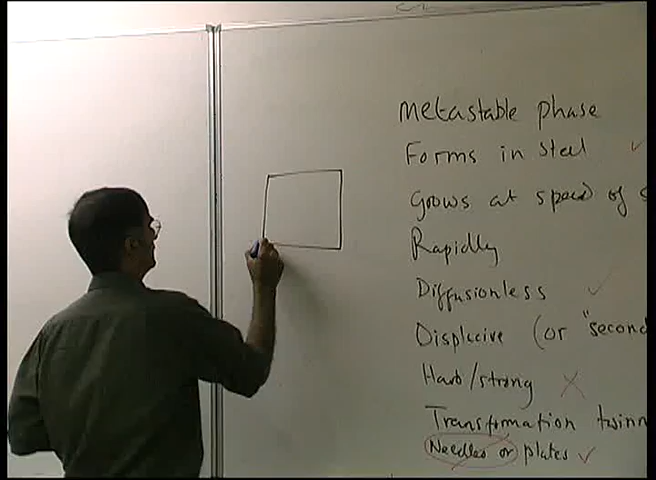 metastable phase
Forms in Steel ✓
Grows at speed of s
Rapidly
Diffusionless ✓
Displacive (or "second
Hard/strong X
Transformation twinn
Needles or plates ✓